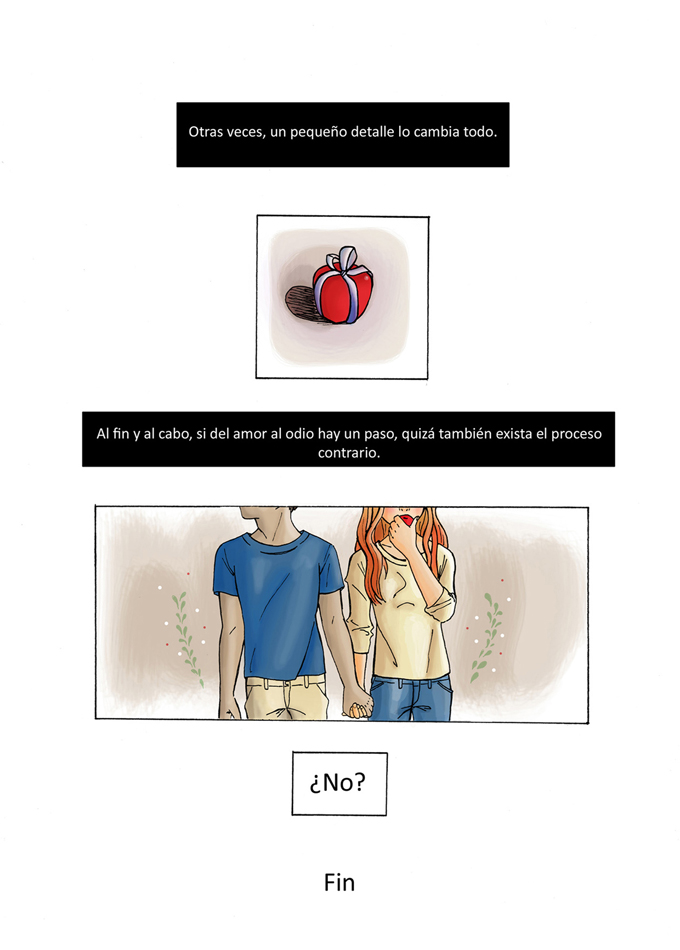 Otras veces, un pequeño detalle lo cambia todo.
Al fin y al cabo, si del amor al odio hay un paso, quizá también exista el proceso
contrario.
¿No?
Fin